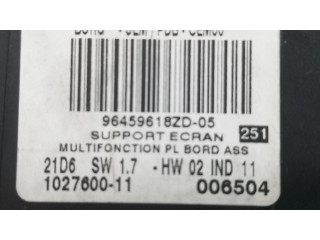 96459618ZD-05
SUPPORT ECRAN 251
MULTIFONCTION PL BORD ASS
21D6 SW 1.7 -HW 02 IND 11
1027600-11 006504